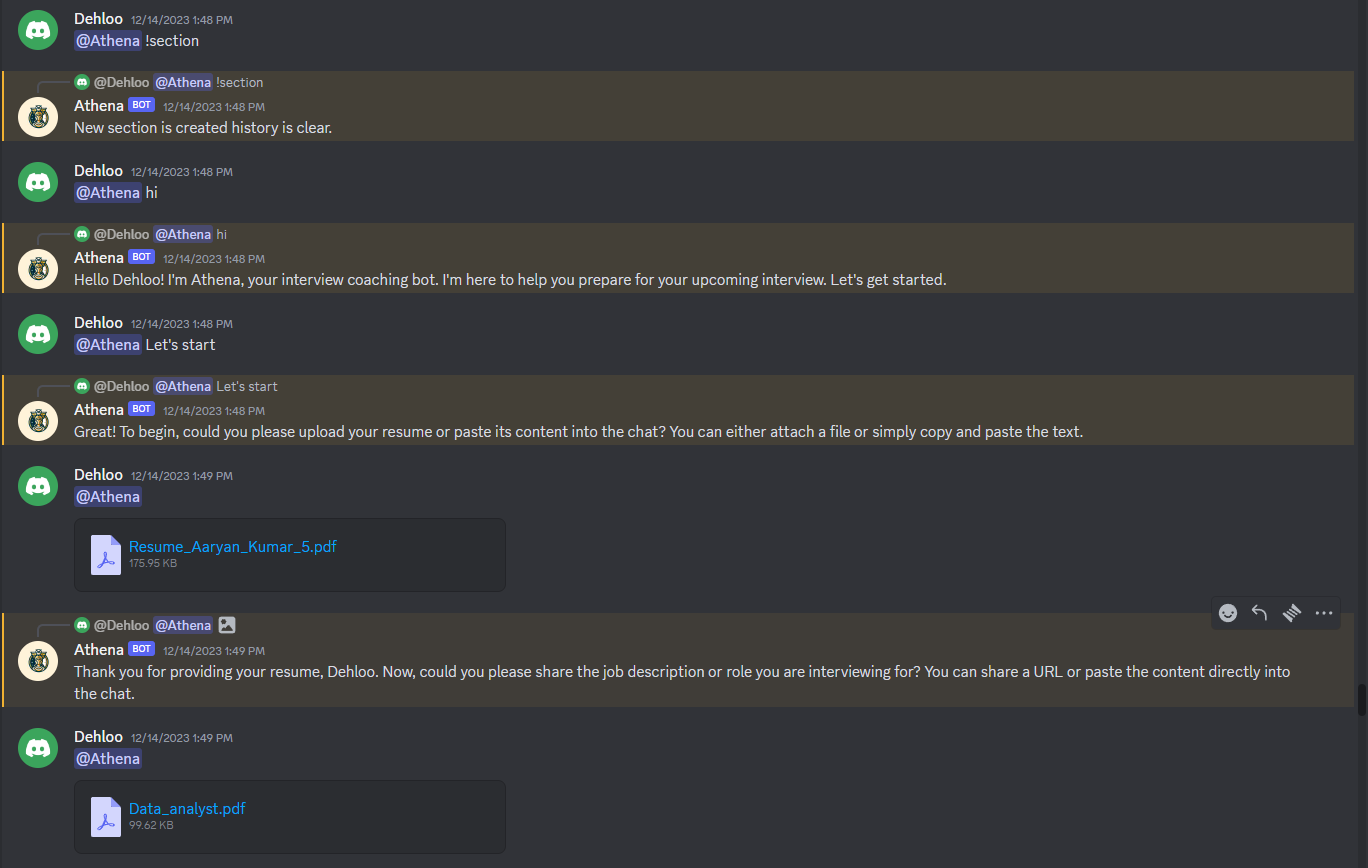 Dehloo 12/14/2023 1:48 PM
@Athena !section
@Dehloo @Athena !section
Athena BOT 12/14/2023 1:48 PM
New section is created history is clear.
Dehloo 12/14/2023 1:48 PM
@Athena hi
@Dehloo @Athena hi
Athena BOT 12/14/2023 1:48 PM
Hello Dehloo! I'm Athena, your interview coaching bot. I'm here to help you prepare for your upcoming interview. Let's get started.
Dehloo 12/14/2023 1:48 PM
@Athena Let's start
@Dehloo @Athena Let's start
Athena BOT 12/14/2023 1:48 PM
Great! To begin, could you please upload your resume or paste its content into the chat? You can either attach a file or simply copy and paste the text.
Dehloo 12/14/2023 1:49 PM
@Athena
Resume_Aaryan_Kumar_5.pdf
175.95 KB
@Dehloo @Athena
Athena BOT 12/14/2023 1:49 PM
Thank you for providing your resume, Dehloo. Now, could you please share the job description or role you are interviewing for? You can share a URL or paste the content directly into
the chat.
Dehloo 12/14/2023 1:49 PM
@Athena
Data_analyst.pdf
99.62 KB